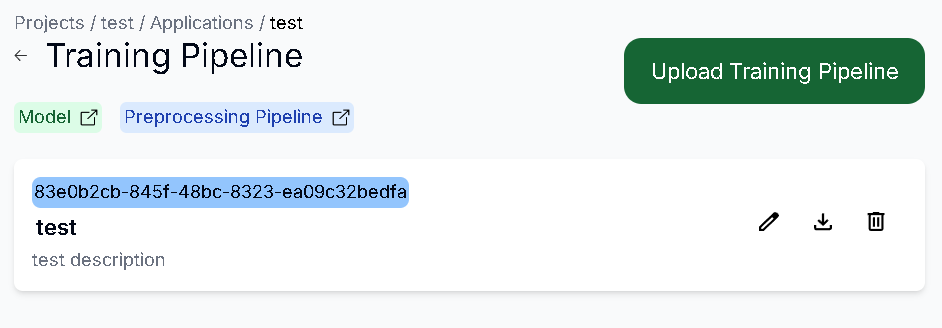 Projects / test / Applications / test
← Training Pipeline
Upload Training Pipeline
Model
Preprocessing Pipeline
83e0b2cb-845f-48bc-8323-ea09c32bedfa
test
test description